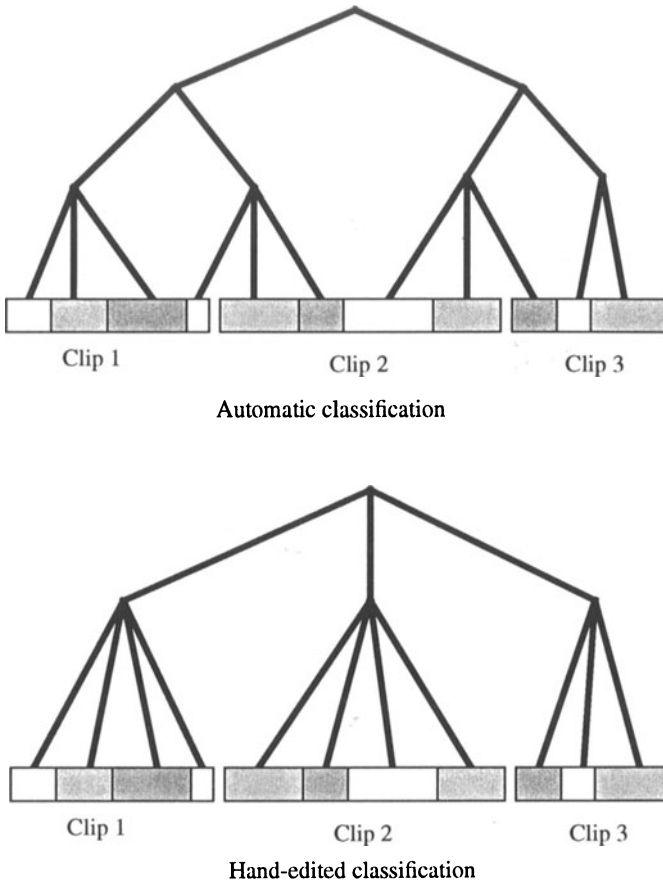 Clip 1
Clip 2
Clip 3
Automatic classification
Clip 1
Clip 2
Clip 3
Hand-edited classification